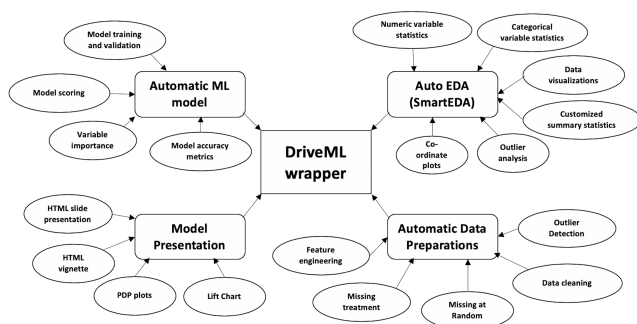 Model training
and validation
Numeric variable
statistics
Categorical
variable statistics
Model scoring
Automatic ML
model
Auto EDA
(SmartEDA)
Data
visualizations
Variable
importance
Model accuracy
metrics
Co-
ordinate
plots
Outlier
analysis
Customized
summary statistics
DriveML
wrapper
HTML slide
presentation
Model
Presentation
Automatic Data
Preparations
Outlier
Detection
HTML
vignette
Feature
engineering
Data cleaning
PDP plots
Lift Chart
Missing
treatment
Missing at
Random